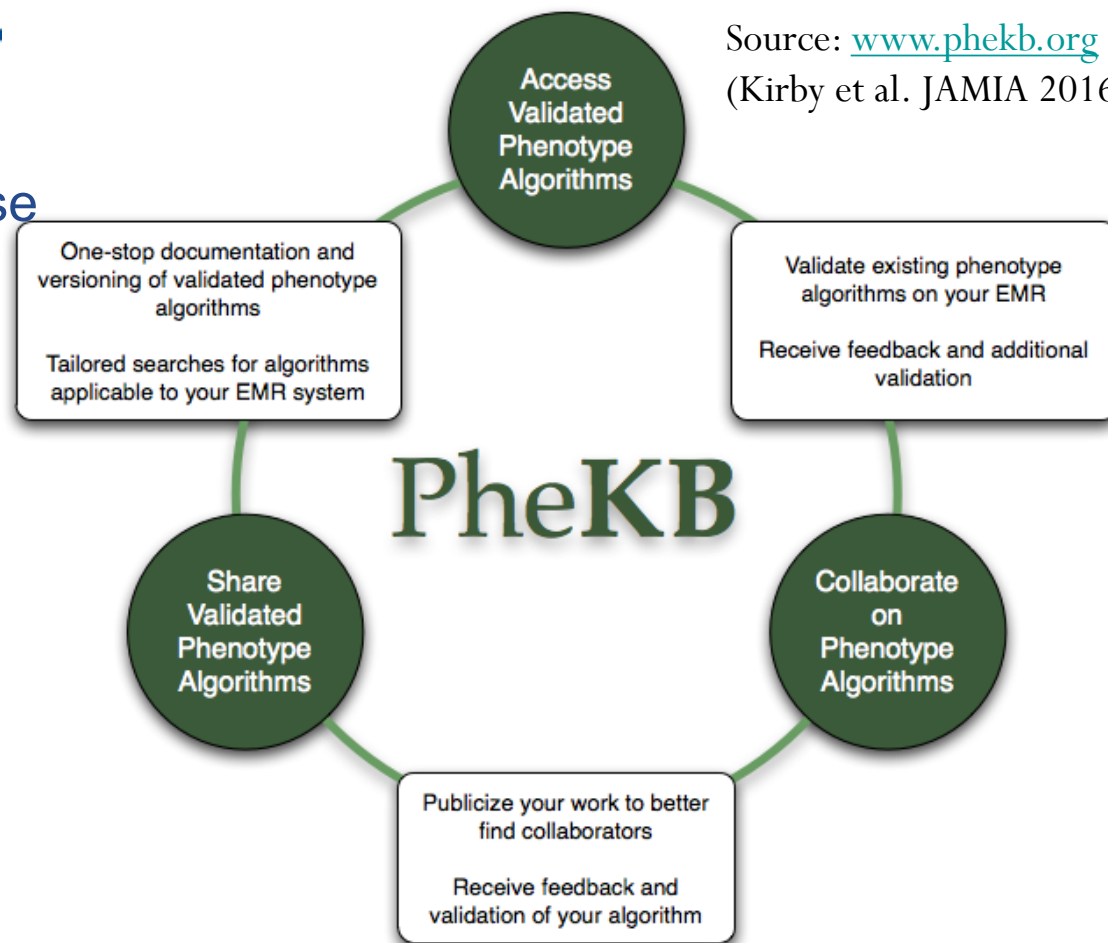 Source: www.phekb.org
(Kirby et al. JAMIA 2016
se
Access
Validated
Phenotype
Algorithms
One-stop documentation and
versioning of validated phenotype
algorithms
Tailored searches for algorithms
applicable to your EMR system
Validate existing phenotype
algorithms on your EMR
Receive feedback and additional
validation
PheKB
Share
Validated
Phenotype
Algorithms
Collaborate
on
Phenotype
Algorithms
Publicize your work to better
find collaborators
Receive feedback and
validation of your algorithm